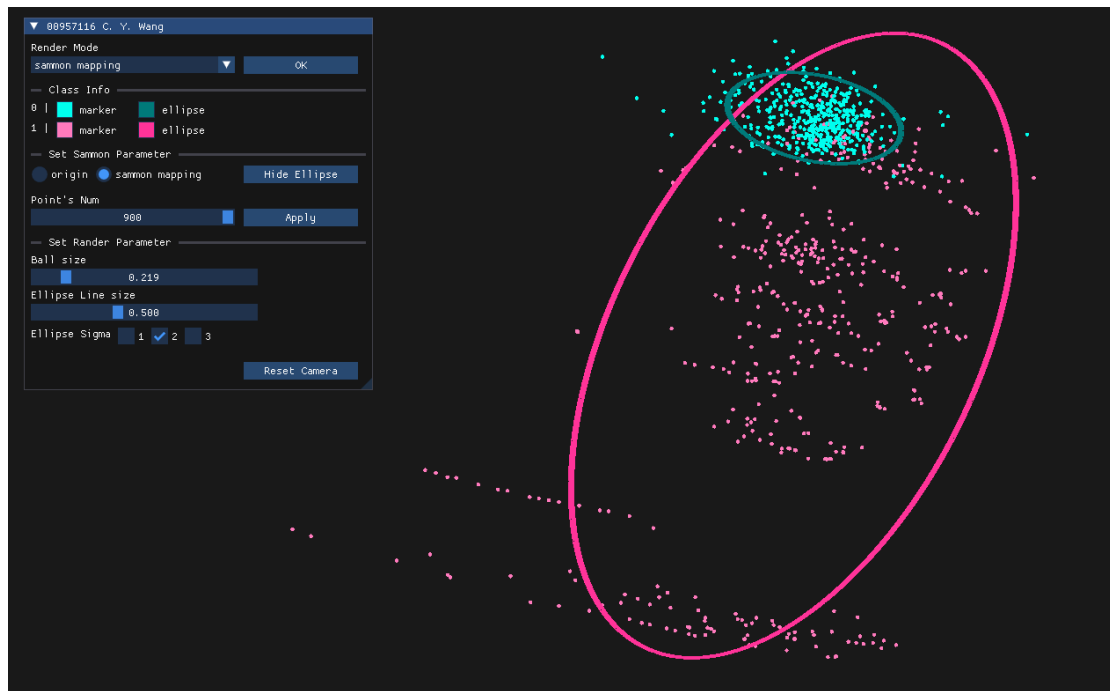 00957116 C. Y. Wang
Render Mode
sammon mapping OK
Class Info
0 | marker ellipse
1 | marker ellipse
Set Sammon Parameter
origin sammon mapping Hide Ellipse
Point's Num
900 Apply
Set Rander Parameter
Ball size
0.219
Ellipse Line size
0.500
Ellipse Sigma 1 2 3
Reset Camera